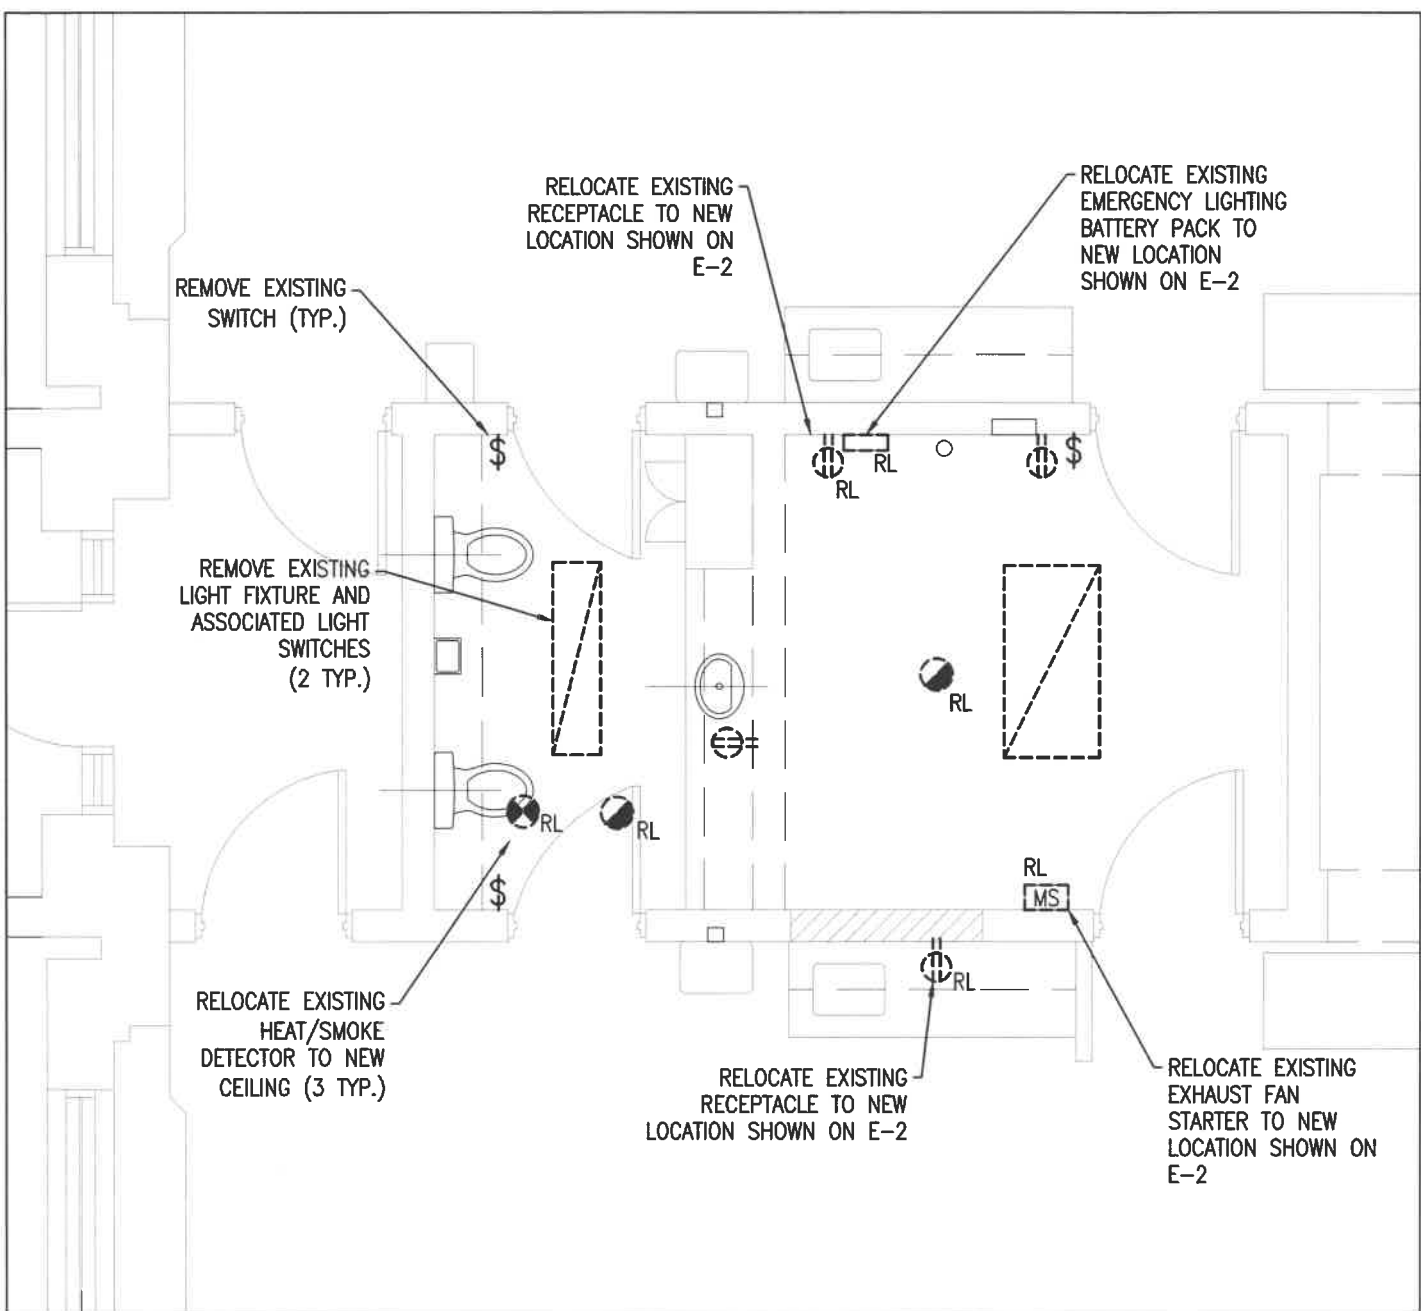 RELOCATE EXISTING
RECEPTACLE TO NEW
LOCATION SHOWN ON
E-2
RELOCATE EXISTING
EMERGENCY LIGHTING
BATTERY PACK TO
NEW LOCATION
SHOWN ON E-2
REMOVE EXISTING
SWITCH (TYP.)
$
RL
RL
$
REMOVE EXISTING
LIGHT FIXTURE AND
ASSOCIATED LIGHT
SWITCHES
(2 TYP.)
RL
RL
RL
$
RL
MS
RL
RELOCATE EXISTING
HEAT/SMOKE
DETECTOR TO NEW
CEILING (3 TYP.)
RELOCATE EXISTING
RECEPTACLE TO NEW
LOCATION SHOWN ON E-2
RELOCATE EXISTING
EXHAUST FAN
STARTER TO NEW
LOCATION SHOWN ON
E-2